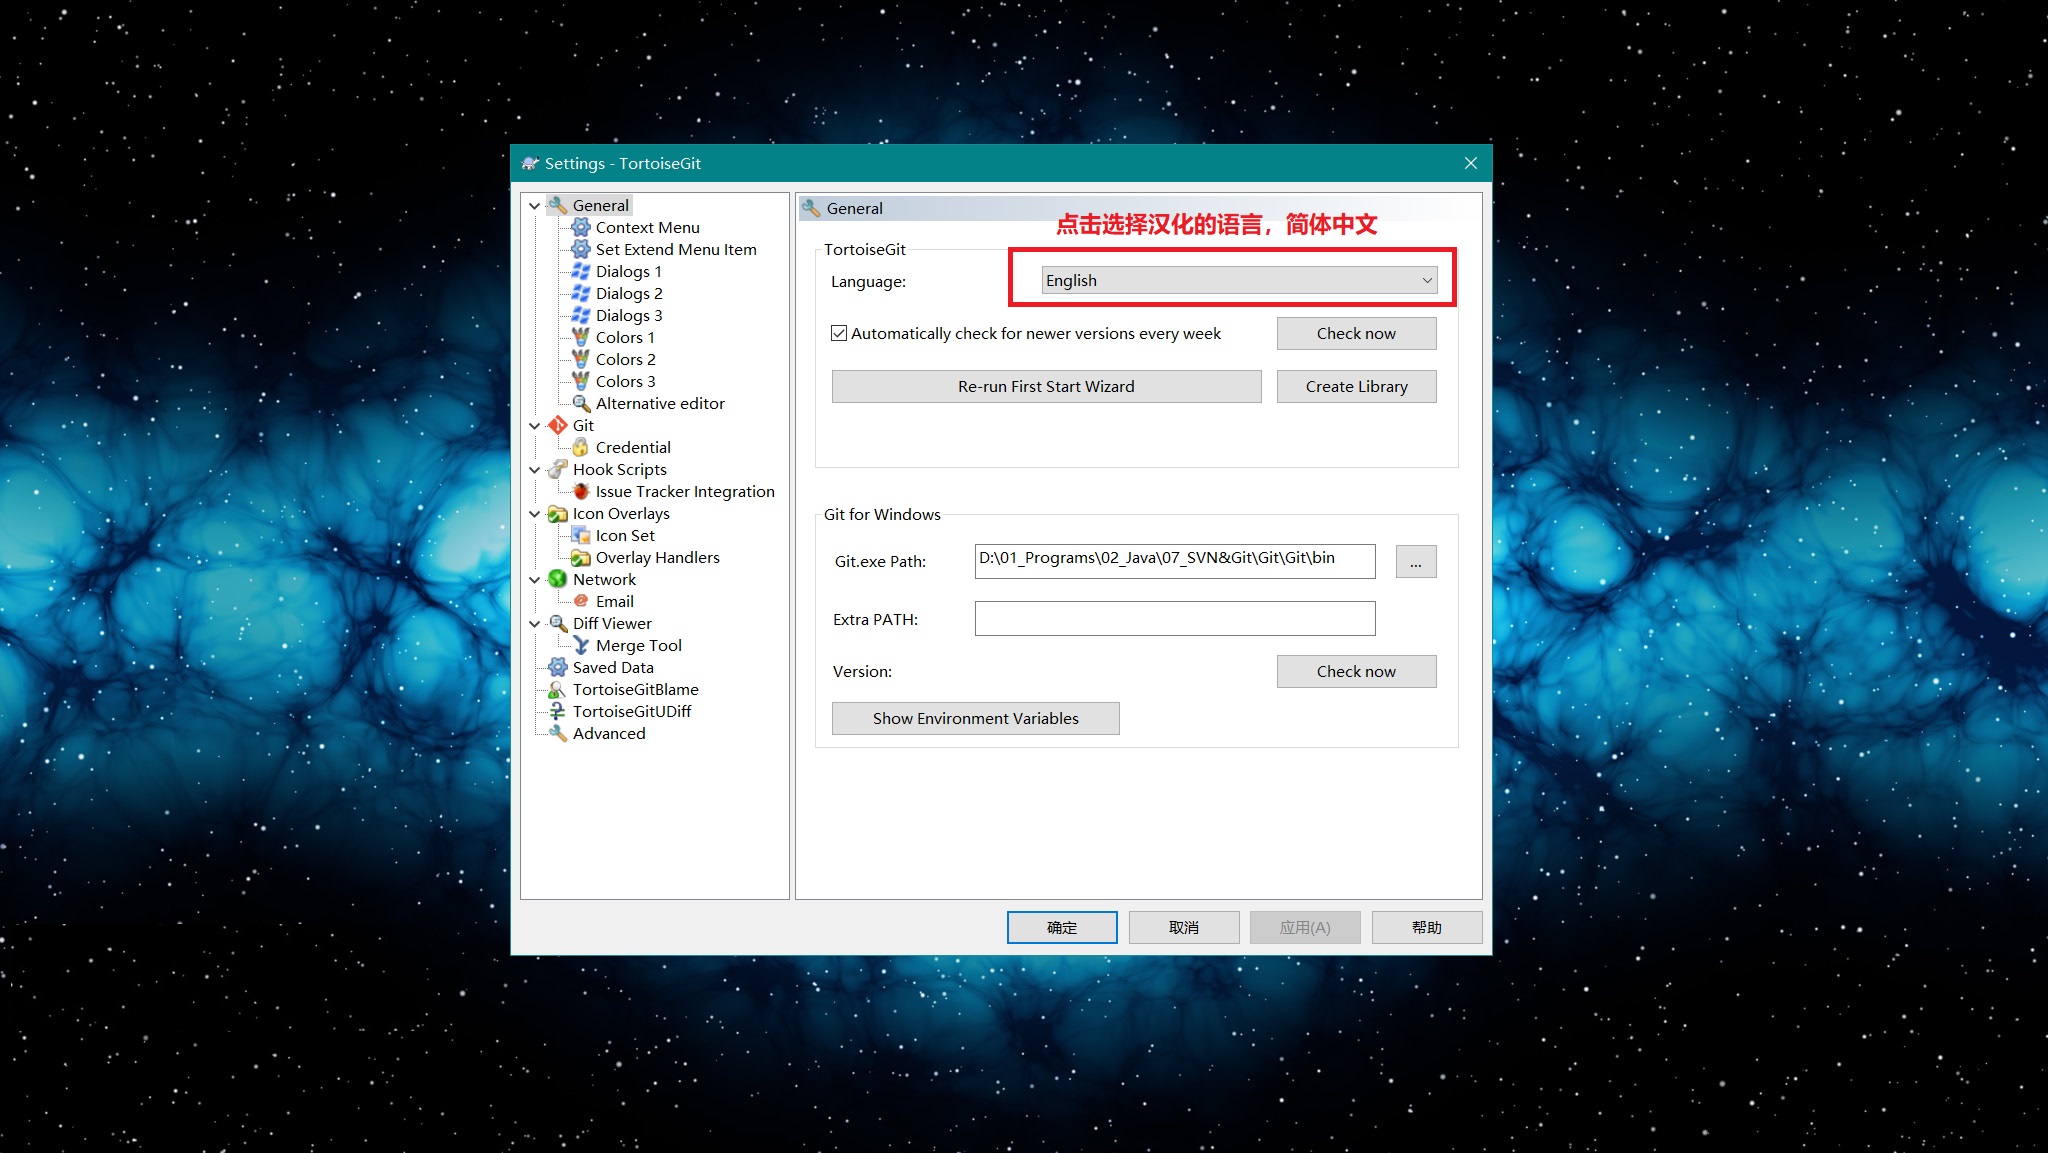 Settings - TortoiseGit
General
Context Menu
Set Extend Menu Item
Dialogs 1
Dialogs 2
Dialogs 3
Colors 1
Colors 2
Colors 3
Alternative editor
Git
Credential
Hook Scripts
Issue Tracker Integration
Icon Overlays
Icon Set
Overlay Handlers
Network
Email
Diff Viewer
Merge Tool
Saved Data
TortoiseGitBlame
TortoiseGitUDiff
Advanced
General
点击选择汉化的语言，简体中文
TortoiseGit
Language: English
Automatically check for newer versions every week Check now
Re-run First Start Wizard Create Library
Git for Windows
Git.exe Path: D:\01_Programs\02_Java\07_SVN&Git\Git\Git\bin ...
Extra PATH:
Version: Check now
Show Environment Variables
确定 取消 应用(A) 帮助